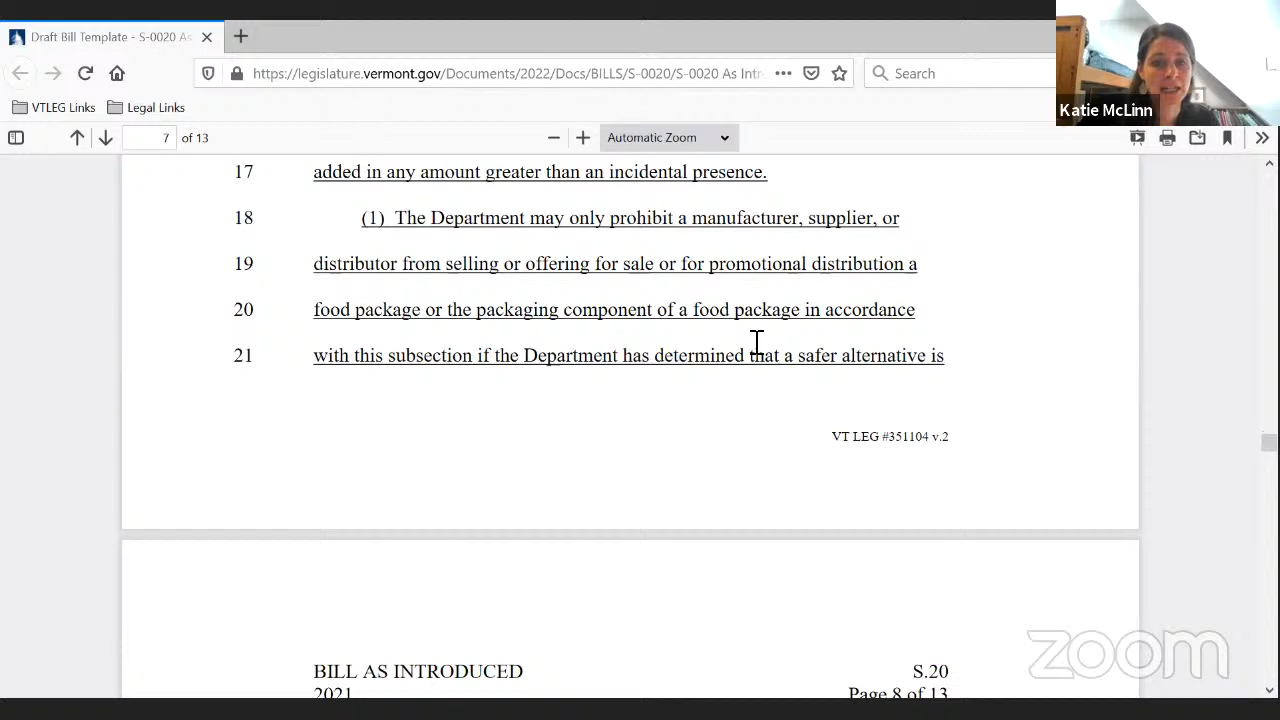 Draft Bill Template - S-0020 As
https://legislature.vermont.gov/Documents/2022/Docs/BILLS/S-0020/S-0020 As Intr
Search
Katie McLinn
VTLEG Links
Legal Links
7 of 13
Automatic Zoom
17 added in any amount greater than an incidental presence.
18 (1) The Department may only prohibit a manufacturer, supplier, or
19 distributor from selling or offering for sale or for promotional distribution a
20 food package or the packaging component of a food package in accordance
21 with this subsection if the Department has determined that a safer alternative is
VT LEG #351104 v.2
BILL AS INTRODUCED S.20
2021 Page 8 of 13
zoom